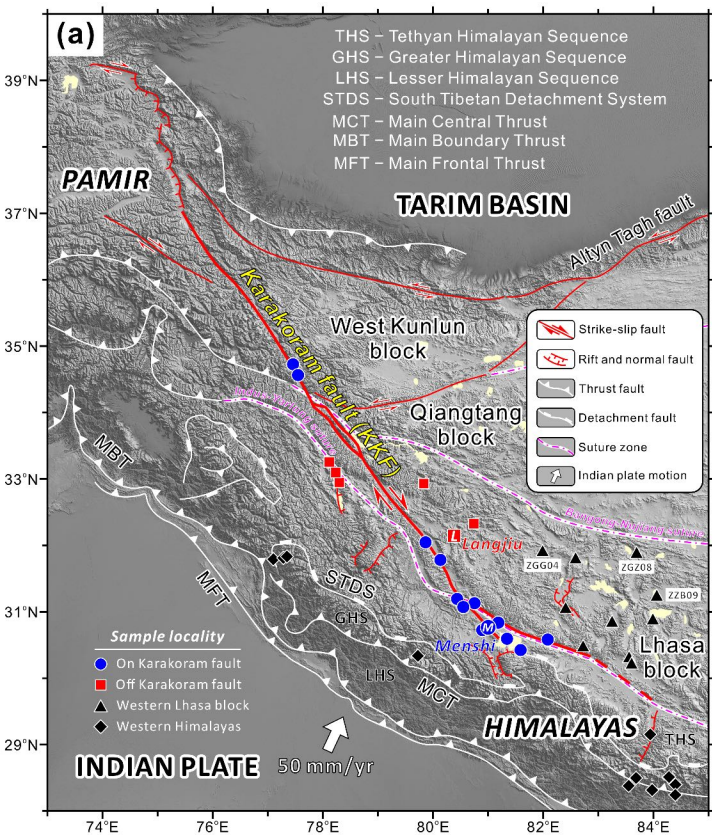 (a)
THS – Tethyan Himalayan Sequence
GHS – Greater Himalayan Sequence
LHS – Lesser Himalayan Sequence
STDS – South Tibetan Detachment System
MCT – Main Central Thrust
MBT – Main Boundary Thrust
MFT – Main Frontal Thrust
39°N
37°N
35°N
33°N
31°N
29°N
PAMIR
TARIM BASIN
Altyn Tagh fault
Karakoram fault (KKF)
West Kunlun
block
Qiangtang
block
Strike-slip fault
Rift and normal fault
Thrust fault
Detachment fault
Suture zone
Indian plate motion
MBT
Bangong-Nujiang suture
L
Langjiu
ZGG04
ZGZ08
ZZB09
MFT
STDS
GHS
LHS
MCT
M
Menshi
Lhasa
block
Sample locality
On Karakoram fault
Off Karakoram fault
Western Lhasa block
Western Himalayas
HIMALAYAS
THS
INDIAN PLATE
50 mm/yr
74°E
76°E
78°E
80°E
82°E
84°E